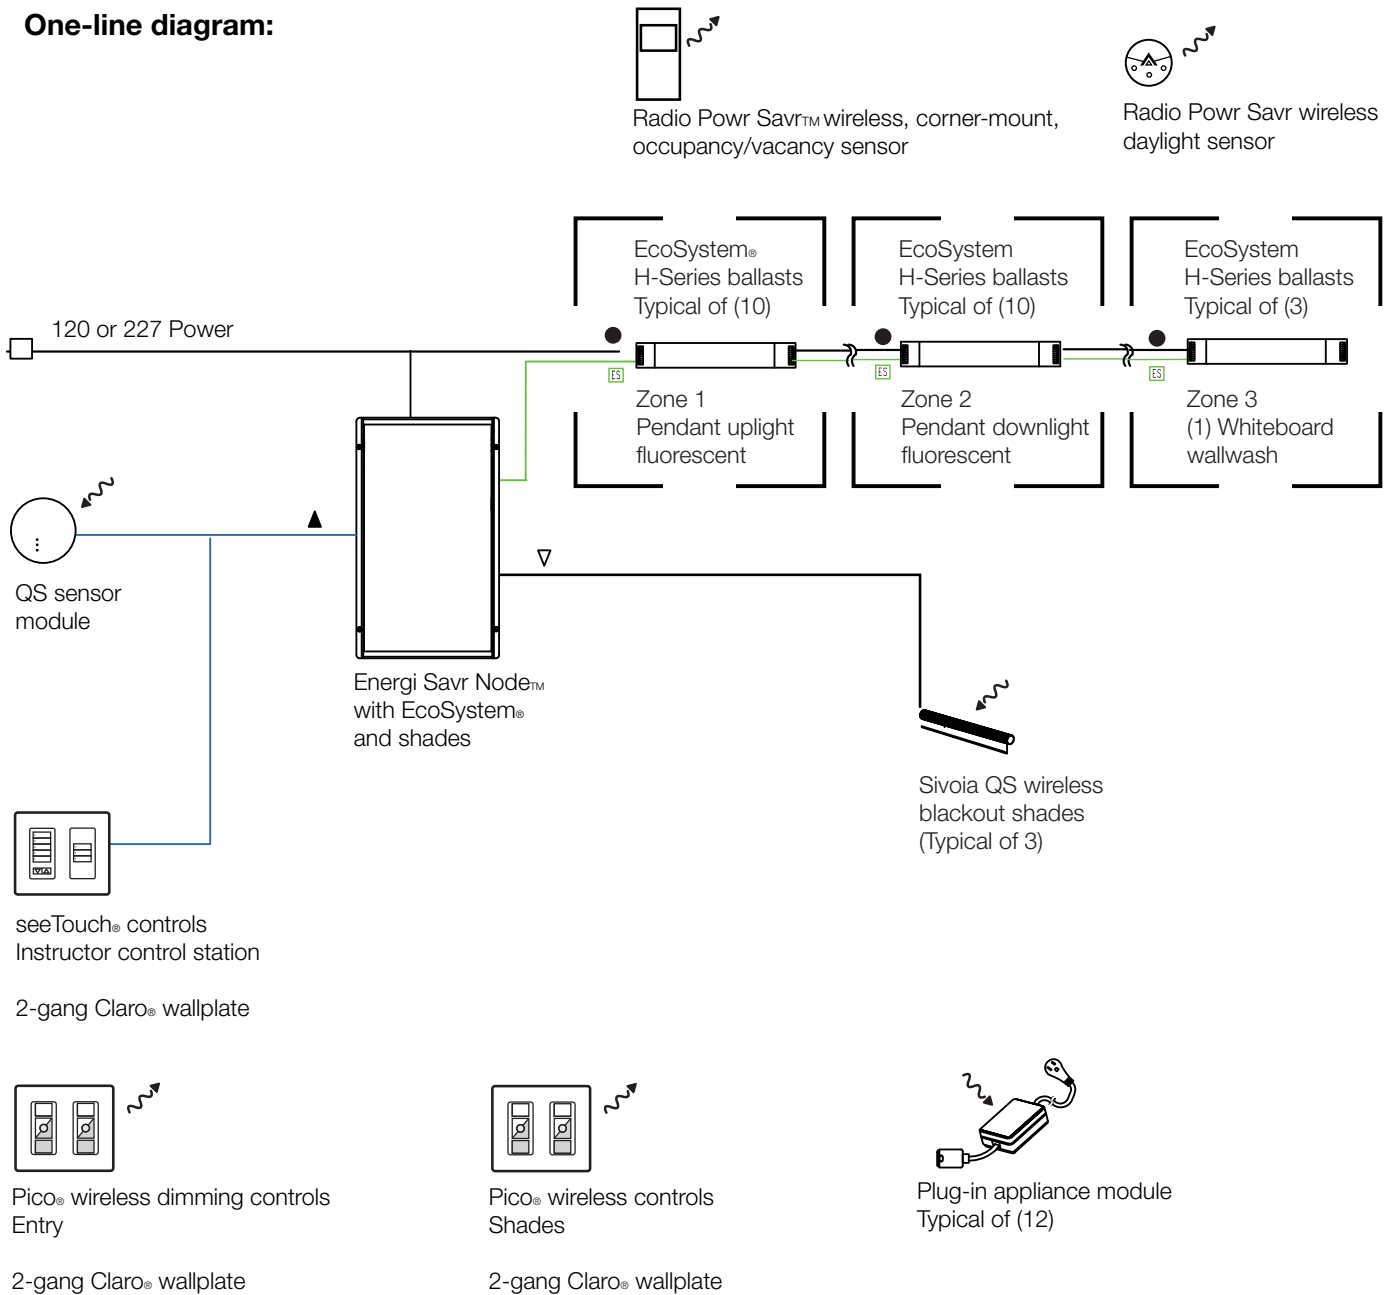 One-line diagram:
Radio Powr Savr™ wireless, corner-mount,
occupancy/vacancy sensor
Radio Powr Savr wireless
daylight sensor
EcoSystem®
H-Series ballasts
Typical of (10)
EcoSystem
H-Series ballasts
Typical of (10)
EcoSystem
H-Series ballasts
Typical of (3)
120 or 227 Power
ES
ES
ES
Zone 1
Pendant uplight
fluorescent
Zone 2
Pendant downlight
fluorescent
Zone 3
(1) Whiteboard
wallwash
QS sensor
module
Energi Savr Node™
with EcoSystem®
and shades
Sivoia QS wireless
blackout shades
(Typical of 3)
seeTouch® controls
Instructor control station
2-gang Claro® wallplate
Pico® wireless dimming controls
Entry
2-gang Claro® wallplate
Pico® wireless controls
Shades
2-gang Claro® wallplate
Plug-in appliance module
Typical of (12)